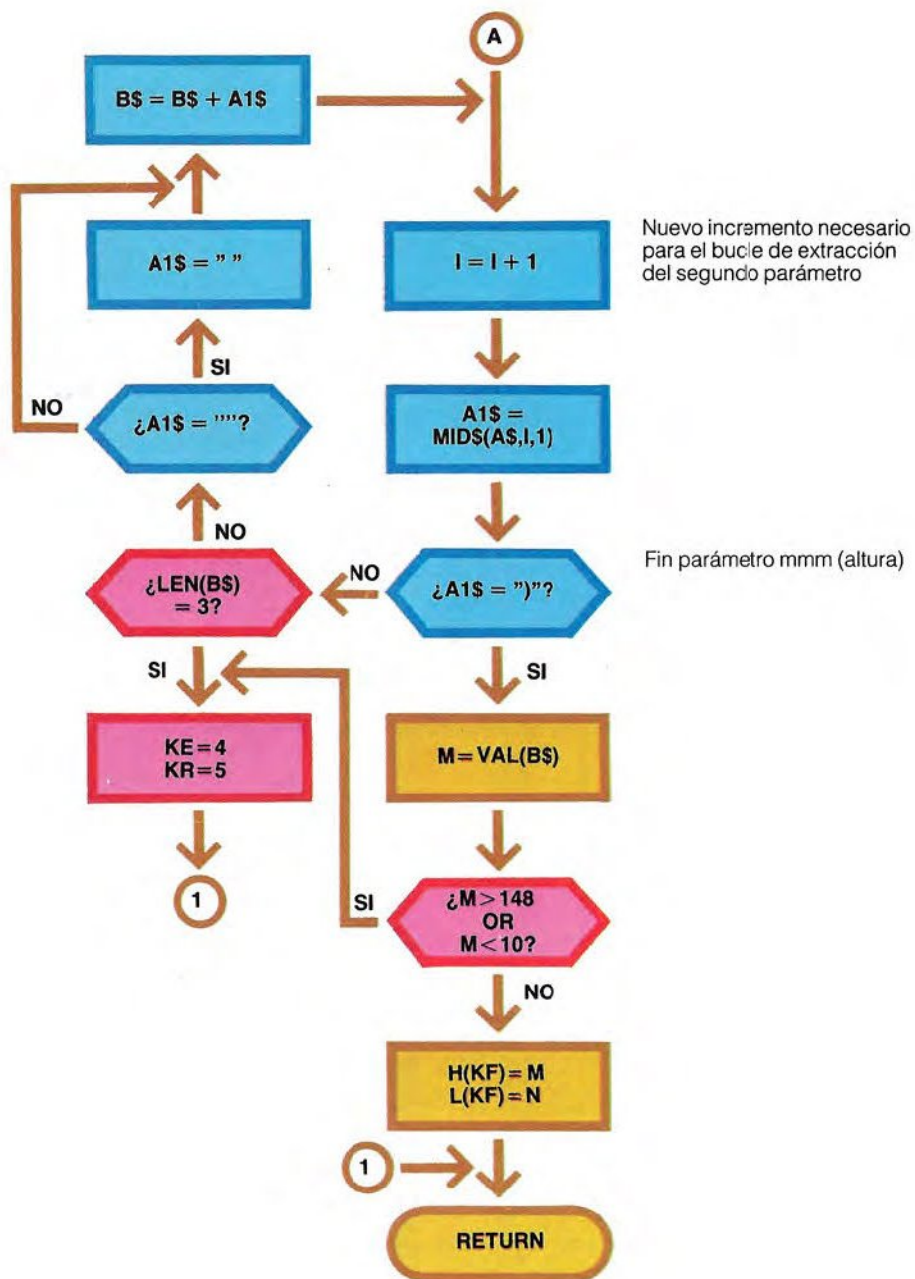 A
B$ = B$ + A1$
A1$ = " "
I = I + 1
Nuevo incremento necesario
para el bucle de extracción
del segundo parámetro
SI
NO
¿A1$ = """?
A1$ =
MID$(A$,I,1)
NO
¿LEN(B$)
= 3?
NO
¿A1$ = ")"?
Fin parámetro mmm (altura)
SI
SI
KE=4
KR=5
M=VAL(B$)
1
SI
¿M>148
OR
M<10?
NO
H(KF)=M
L(KF)=N
1
RETURN